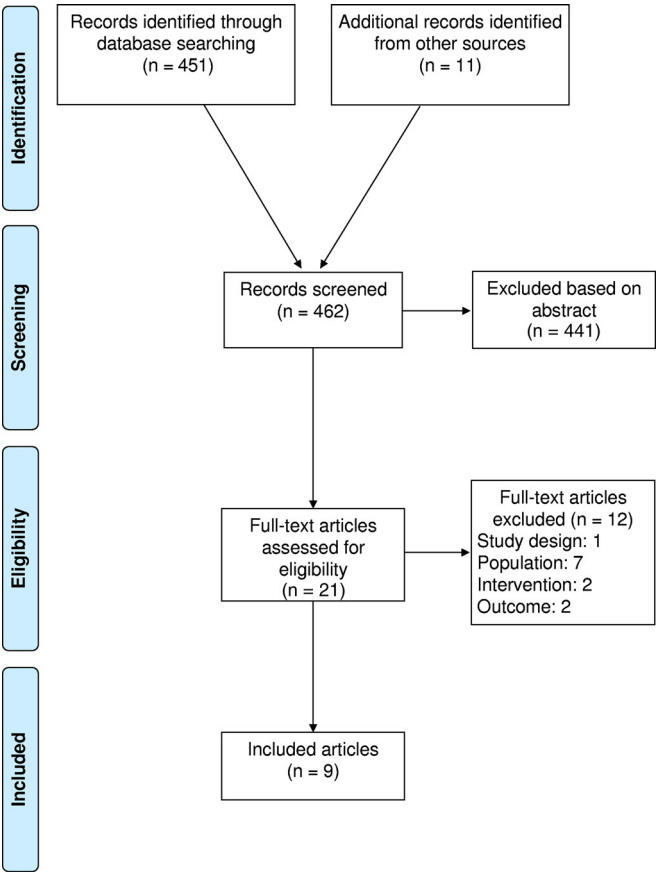 Identification
Records identified through
database searching
(n = 451)
Additional records identified
from other sources
(n = 11)
Screening
Records screened
(n = 462)
Excluded based on
abstract
(n = 441)
Eligibility
Full-text articles
assessed for
eligibility
(n = 21)
Full-text articles
excluded (n = 12)
Study design: 1
Population: 7
Intervention: 2
Outcome: 2
Included
Included articles
(n = 9)